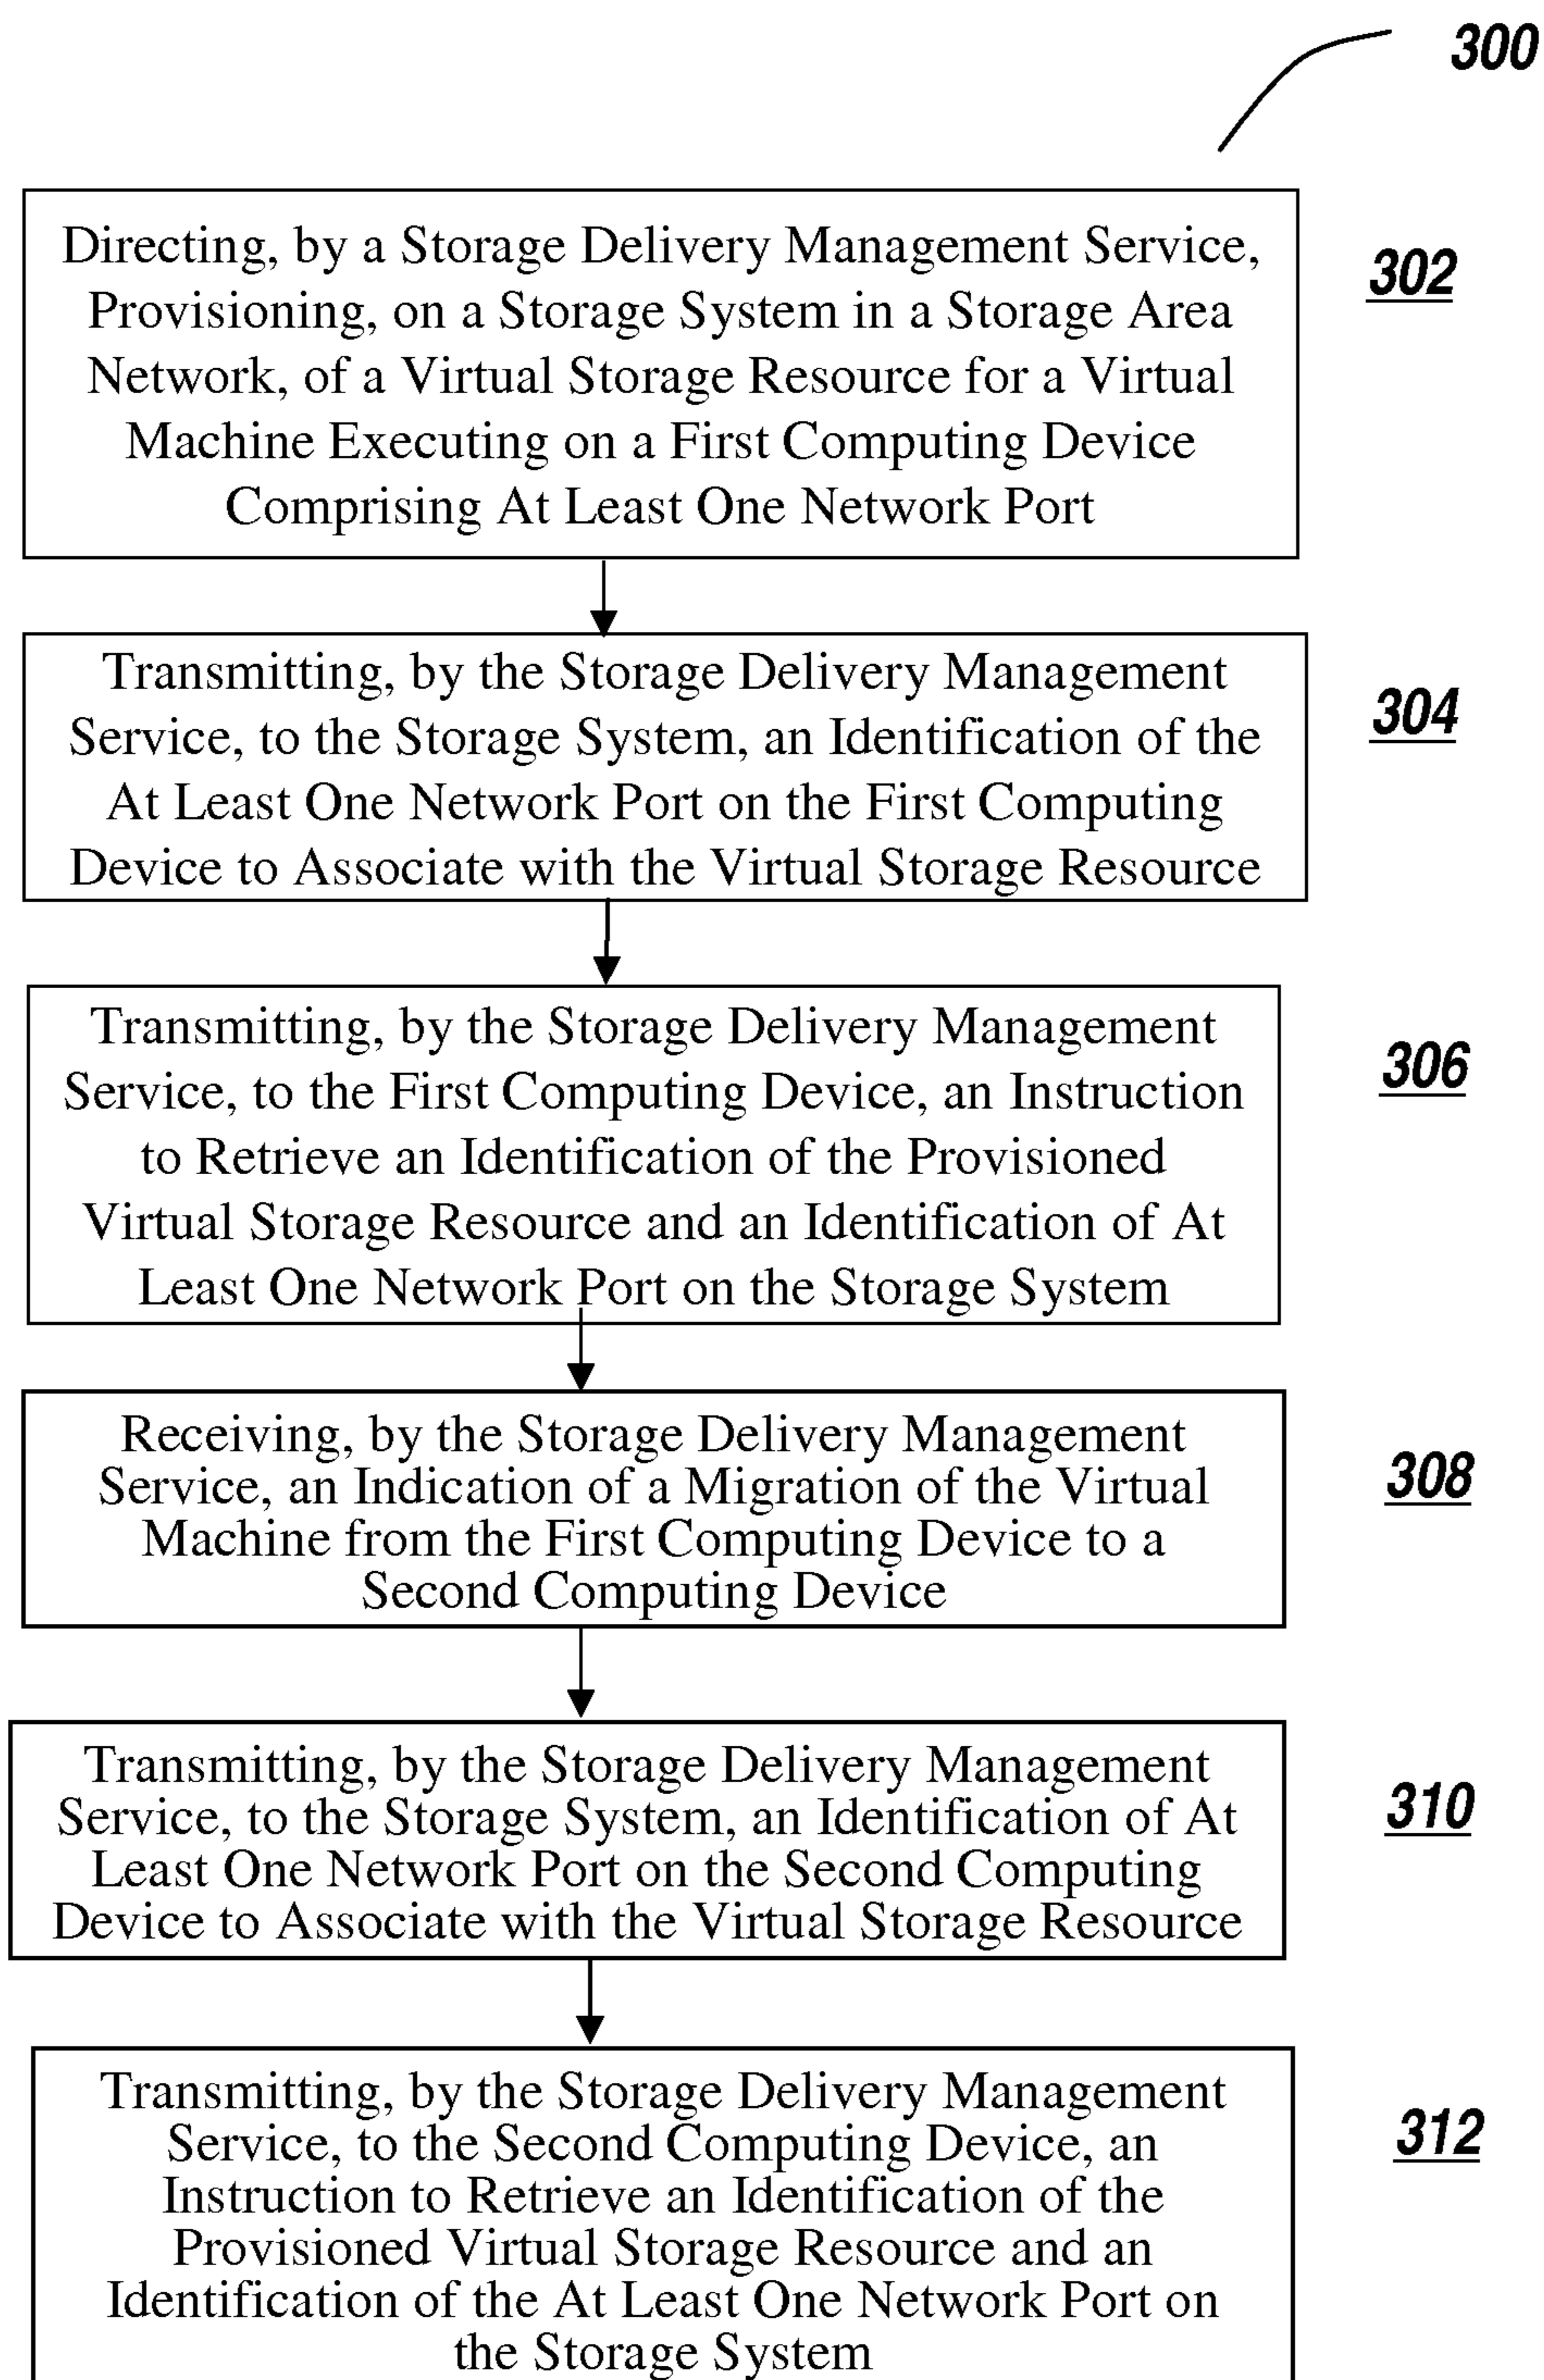 300
Directing, by a Storage Delivery Management Service,
Provisioning, on a Storage System in a Storage Area
Network, of a Virtual Storage Resource for a Virtual
Machine Executing on a First Computing Device
Comprising At Least One Network Port
302
Transmitting, by the Storage Delivery Management
Service, to the Storage System, an Identification of the
At Least One Network Port on the First Computing
Device to Associate with the Virtual Storage Resource
304
Transmitting, by the Storage Delivery Management
Service, to the First Computing Device, an Instruction
to Retrieve an Identification of the Provisioned
Virtual Storage Resource and an Identification of At
Least One Network Port on the Storage System
306
Receiving, by the Storage Delivery Management
Service, an Indication of a Migration of the Virtual
Machine from the First Computing Device to a
Second Computing Device
308
Transmitting, by the Storage Delivery Management
Service, to the Storage System, an Identification of At
Least One Network Port on the Second Computing
Device to Associate with the Virtual Storage Resource
310
Transmitting, by the Storage Delivery Management
Service, to the Second Computing Device, an
Instruction to Retrieve an Identification of the
Provisioned Virtual Storage Resource and an
Identification of the At Least One Network Port on
the Storage System
312